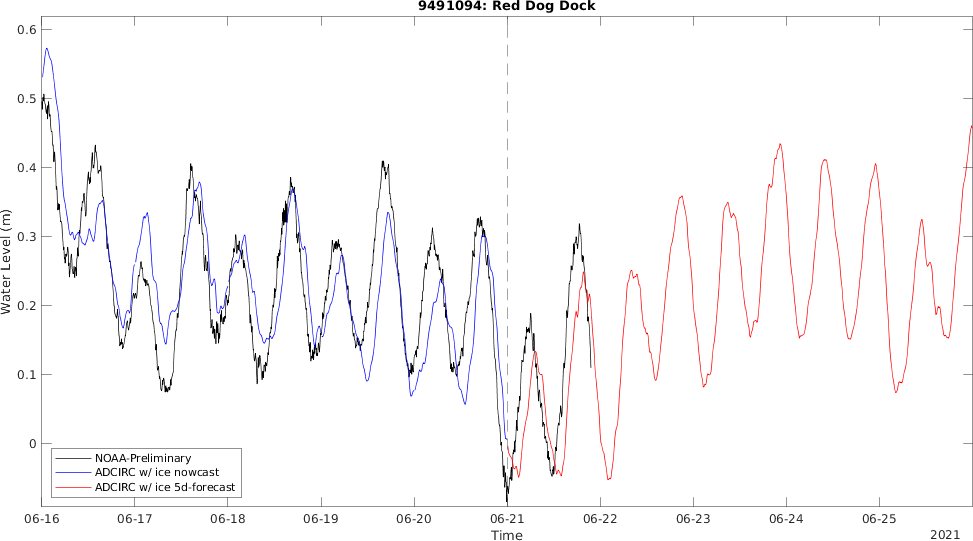 9491094: Red Dog Dock
0.6
0.5
0.4
0.3
0.2
0.1
0
Water Level (m)
NOAA-Preliminary
ADCIRC w/ ice nowcast
ADCIRC w/ ice 5d-forecast
06-16 06-17 06-18 06-19 06-20 06-21 06-22 06-23 06-24 06-25
Time
2021